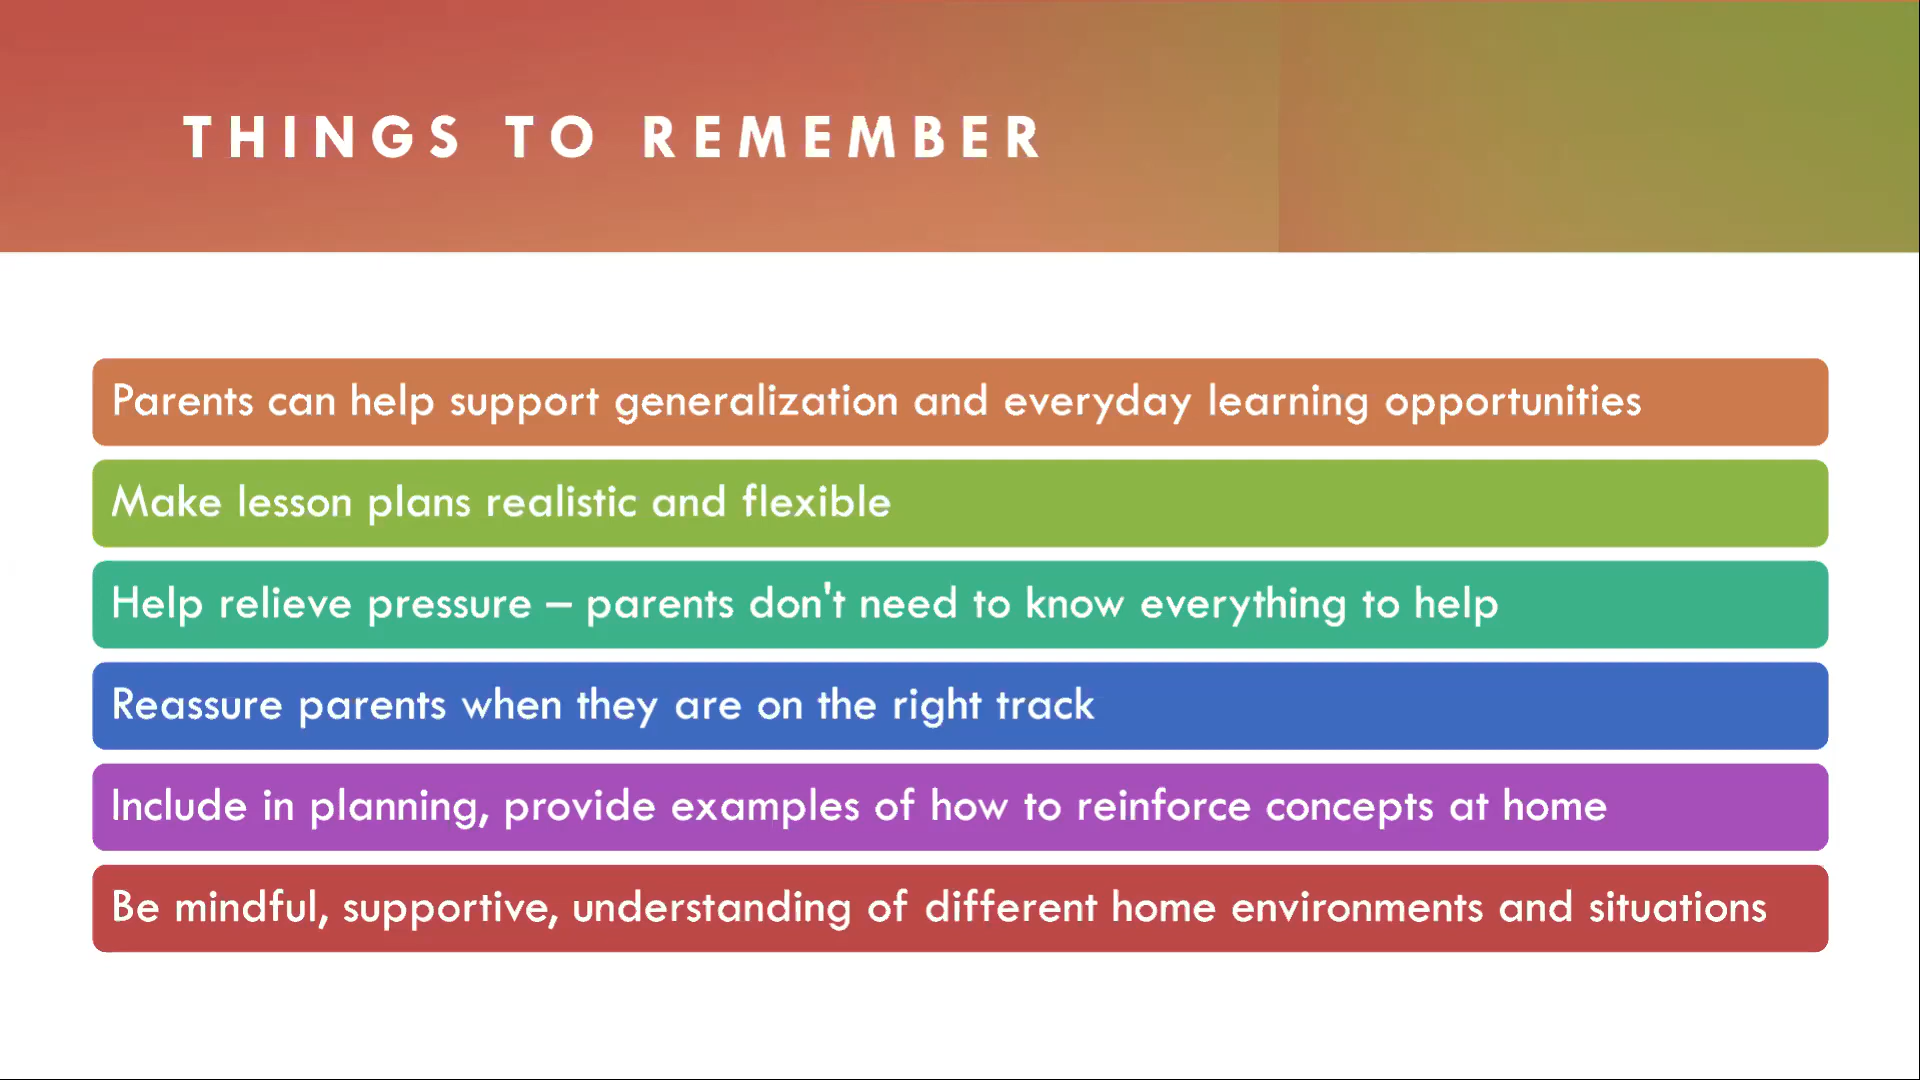 THINGS TO REMEMBER
Parents can help support generalization and everyday learning opportunities
Make lesson plans realistic and flexible
Help relieve pressure – parents don't need to know everything to help
Reassure parents when they are on the right track
Include in planning, provide examples of how to reinforce concepts at home
Be mindful, supportive, understanding of different home environments and situations